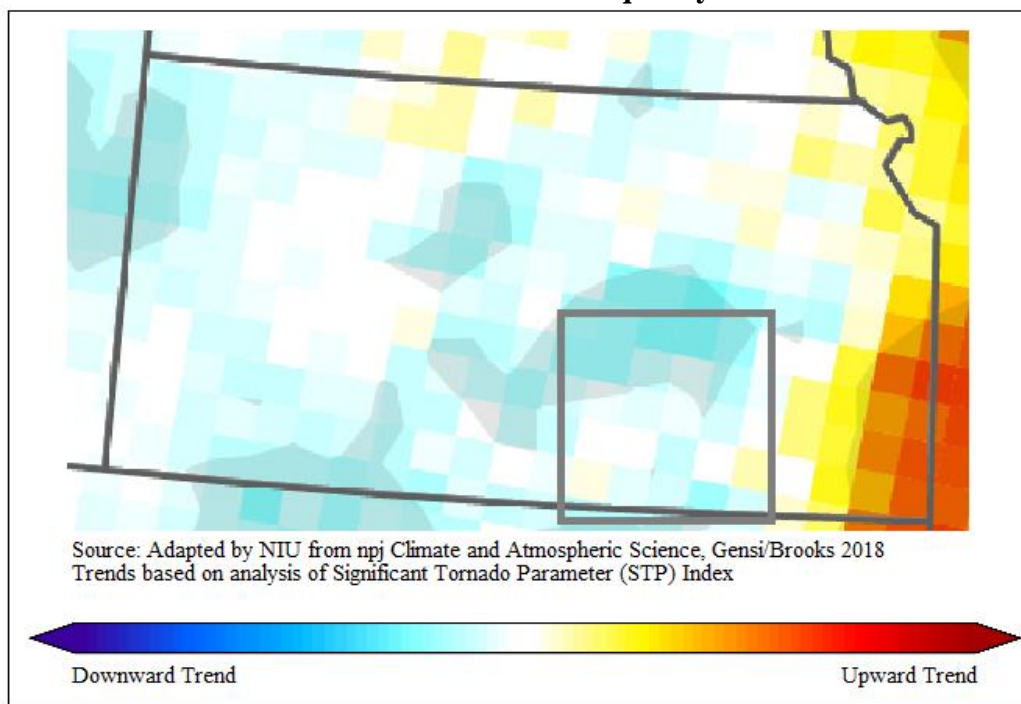 Source: Adapted by NIU from npj Climate and Atmospheric Science, Gensi/Brooks 2018
Trends based on analysis of Significant Tornado Parameter (STP) Index
Downward Trend
Upward Trend